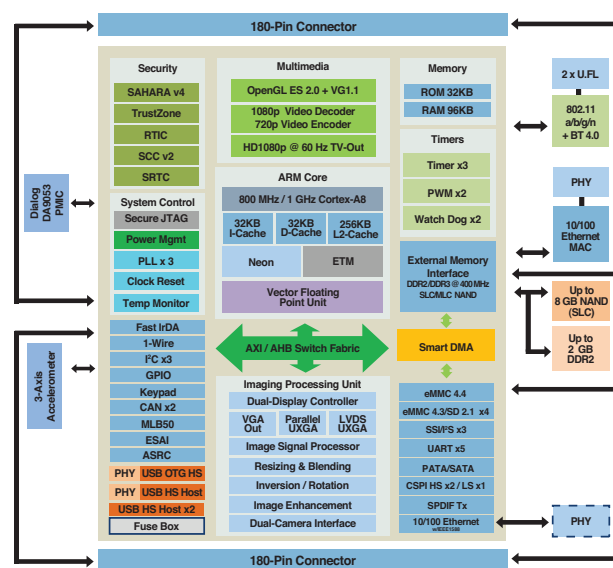 180-Pin Connector
Security
SAHARA v4
TrustZone
RTIC
SCC v2
SRTC
System Control
Secure JTAG
Power Mgmt
PLL x 3
Clock Reset
Temp Monitor
Fast IrDA
1-Wire
I²C x3
GPIO
Keypad
CAN x2
MLB50
ESAI
ASRC
PHY USB OTG HS
PHY USB HS Host
USB HS Host x2
Fuse Box
Dialog
DA9053
PMIC
3-Axis
Accelerometer
Multimedia
OpenGL ES 2.0 + VG1.1
1080p Video Decoder
720p Video Encoder
HD1080p @ 60 Hz TV-Out
ARM Core
800 MHz / 1 GHz Cortex-A8
32KB
I-Cache
32KB
D-Cache
256KB
L2-Cache
Neon
ETM
Vector Floating
Point Unit
AXI / AHB Switch Fabric
Imaging Processing Unit
Dual-Display Controller
VGA
Out
Parallel
UXGA
LVDS
UXGA
Image Signal Processor
Resizing & Blending
Inversion / Rotation
Image Enhancement
Dual-Camera Interface
Memory
ROM 32KB
RAM 96KB
Timers
Timer x3
PWM x2
Watch Dog x2
External Memory
Interface
DDR2/DDR3 @ 400 MHz
SLC/MLC NAND
Smart DMA
eMMC 4.4
eMMC 4.3/SD 2.1 x4
SSI/I²S x3
UART x5
PATA/SATA
CSPI HS x2 / LS x1
SPDIF Tx
10/100 Ethernet
w/IEEE1588
2 x U.FL
802.11
a/b/g/n
+ BT 4.0
PHY
10/100
Ethernet
MAC
Up to
8 GB NAND
(SLC)
Up to
2 GB
DDR2
PHY
180-Pin Connector